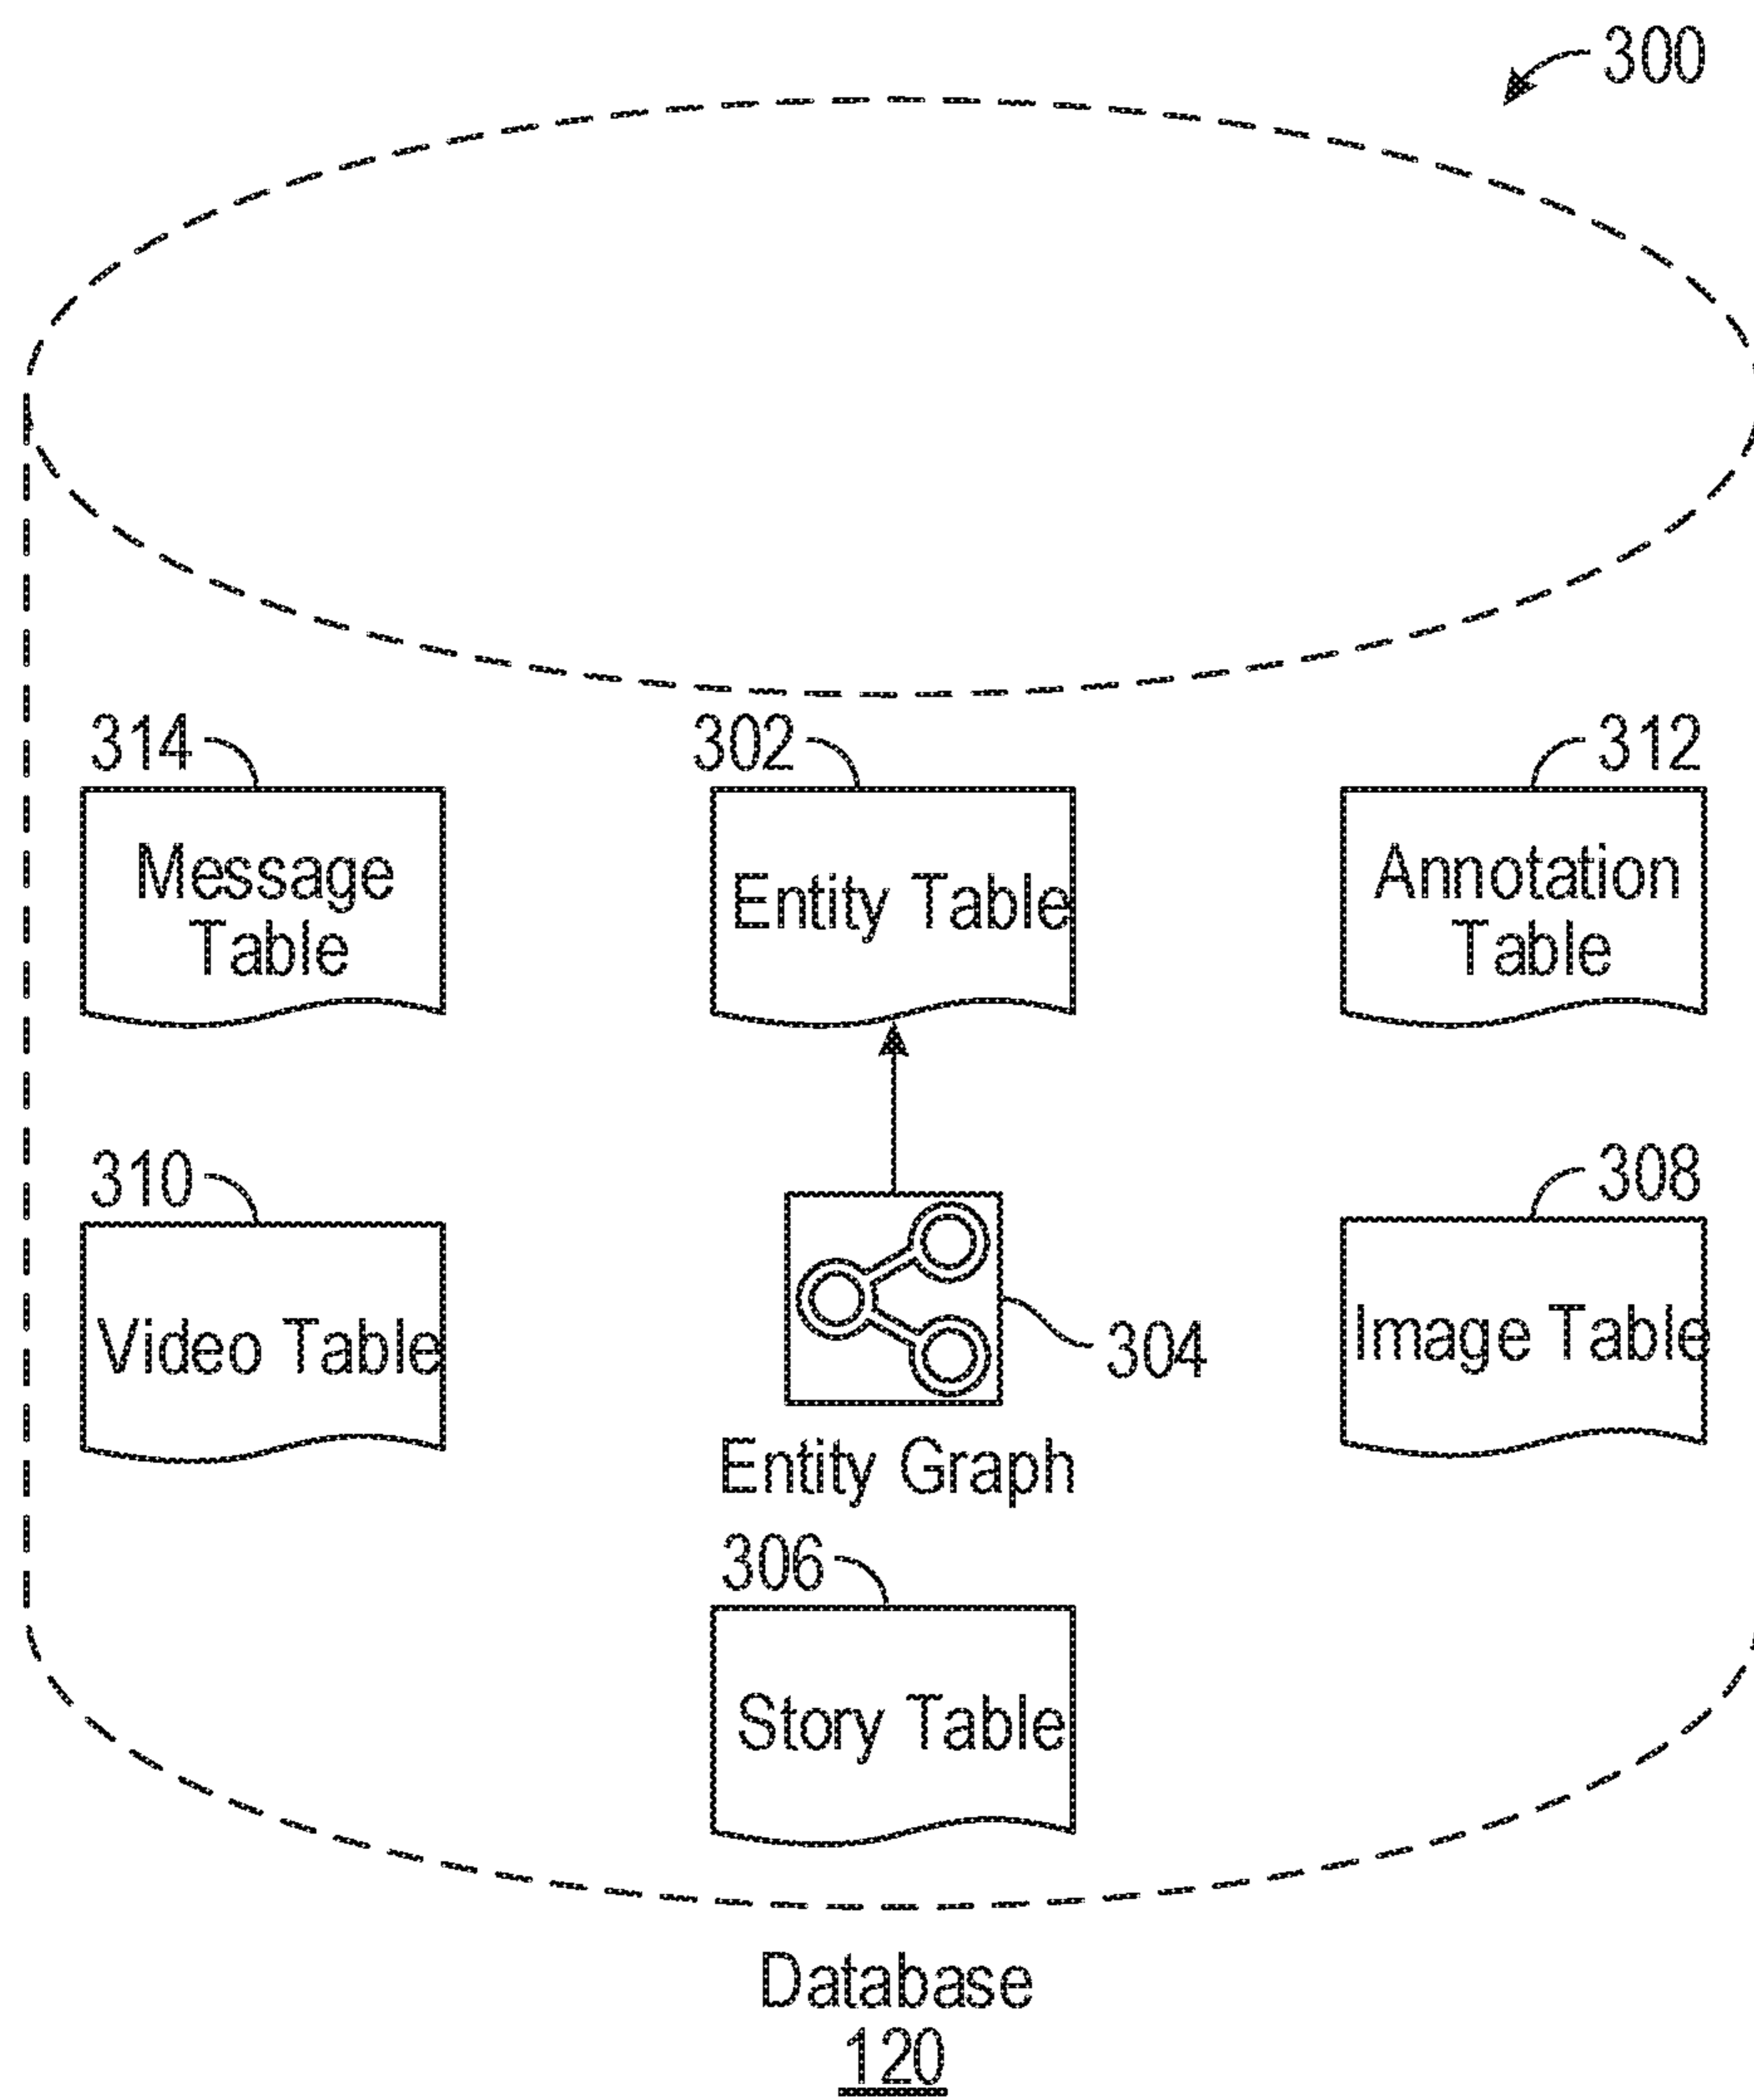 300
314
302
312
Message
Table
Entity Table
Annotation
Table
310
308
Video Table
304
Image Table
Entity Graph
306
Story Table
Database
120